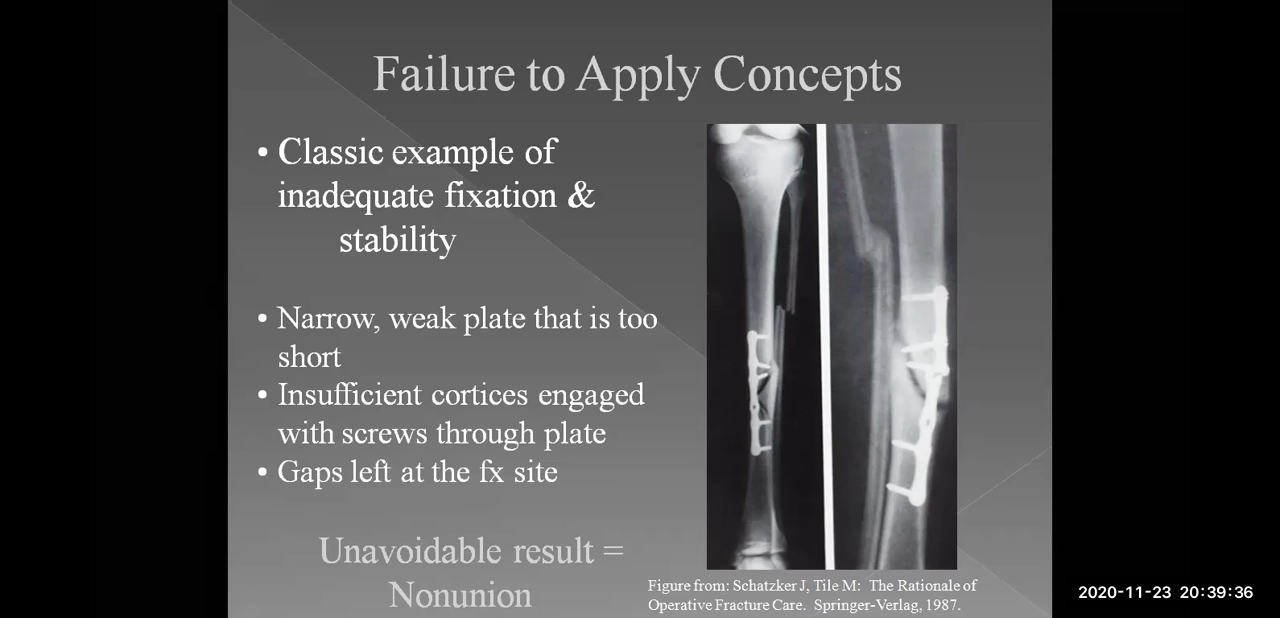 Failure to Apply Concepts
• Classic example of
inadequate fixation &
stability
• Narrow, weak plate that is too
short
• Insufficient cortices engaged
with screws through plate
• Gaps left at the fx site
Unavoidable result =
Nonunion
Figure from: Schatzker J, Tile M: The Rationale of
Operative Fracture Care. Springer-Verlag, 1987.
2020-11-23 20:39:36